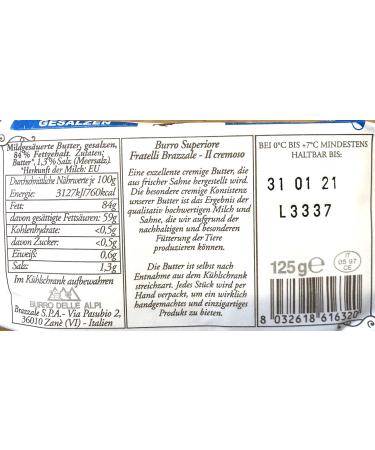 GESALZEN
Mildgesäuerte Butter, gesalzen,
84% Fettgehalt. Zutaten:
Butter*, 1,3% Salz (Meersalz).
*Herkunft der Milch: EU
Durchschnittliche Nährwerte je 100g
Energie: 3127kJ/760kcal
Fett: 84g
davon gesättigte Fettsäuren: 59g
Kohlenhydrate: <0,5g
davon Zucker: <0,5g
Eiweiß: 0,6g
Salz: 1,3g
Im Kühlschrank aufbewahren
BURRO DELLE ALPI
Brazzale S.P.A.- Via Pasubio 2,
36010 Zanè (VI) - Italien
Burro Superiore
Fratelli Brazzale - Il cremoso
Eine exzellente cremige Butter, die
aus frischer Sahne hergestellt wird.
Die besondere cremige Konsistenz
unserer Butter ist das Ergebnis der
qualitativ hochwertigen Milch und
Sahne, die wir aufgrund der
nachhaltigen und besonderen
Fütterung der Tiere
produzieren können.
Die Butter ist selbst nach
Entnahme aus dem Kühlschrank
streichzart. Jedes Stück wird per
Hand verpackt, um ein wirklich
handgemachtes und einzigartiges
Produkt zu bieten.
BEI 0°C BIS +7°C MINDESTENS
HALTBAR BIS:
31 01 21
L3337
125g e
IT
05 97
CE
8 032618 616320